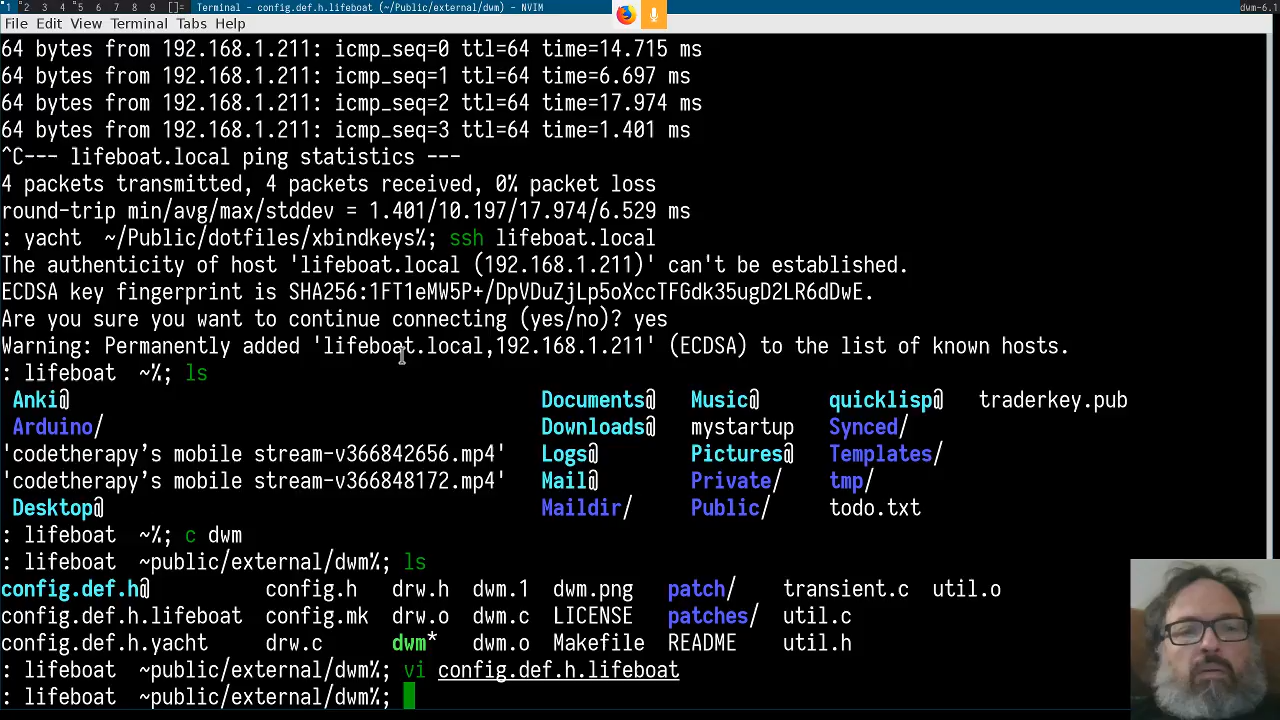 1 2 3 4 5 6 7 8 9 []= Terminal - config.def.h.lifeboat (~/Public/external/dwm) - NVIM dwm-6.1
File Edit View Terminal Tabs Help
64 bytes from 192.168.1.211: icmp_seq=0 ttl=64 time=14.715 ms
64 bytes from 192.168.1.211: icmp_seq=1 ttl=64 time=6.697 ms
64 bytes from 192.168.1.211: icmp_seq=2 ttl=64 time=17.974 ms
64 bytes from 192.168.1.211: icmp_seq=3 ttl=64 time=1.401 ms
^C--- lifeboat.local ping statistics ---
4 packets transmitted, 4 packets received, 0% packet loss
round-trip min/avg/max/stddev = 1.401/10.197/17.974/6.529 ms
: yacht ~/Public/dotfiles/xbindkeys%; ssh lifeboat.local
The authenticity of host 'lifeboat.local (192.168.1.211)' can't be established.
ECDSA key fingerprint is SHA256:1FT1eMW5P+/DpVDuZjLp5oXccTFGdk35ugD2LR6dDwE.
Are you sure you want to continue connecting (yes/no)? yes
Warning: Permanently added 'lifeboat.local,192.168.1.211' (ECDSA) to the list of known hosts.
: lifeboat ~%; ls
Anki@ Documents@ Music@ quicklisp@ traderkey.pub
Arduino/ Downloads@ mystartup Synced/
'codetherapy’s mobile stream-v366842656.mp4' Logs@ Pictures@ Templates/
'codetherapy’s mobile stream-v366848172.mp4' Mail@ Private/ tmp/
Desktop@ Maildir/ Public/ todo.txt
: lifeboat ~%; c dwm
: lifeboat ~public/external/dwm%; ls
config.def.h@ config.h drw.h dwm.1 dwm.png patch/ transient.c util.o
config.def.h.lifeboat config.mk drw.o dwm.c LICENSE patches/ util.c
config.def.h.yacht drw.c dwm* dwm.o Makefile README util.h
: lifeboat ~public/external/dwm%; vi config.def.h.lifeboat
: lifeboat ~public/external/dwm%;